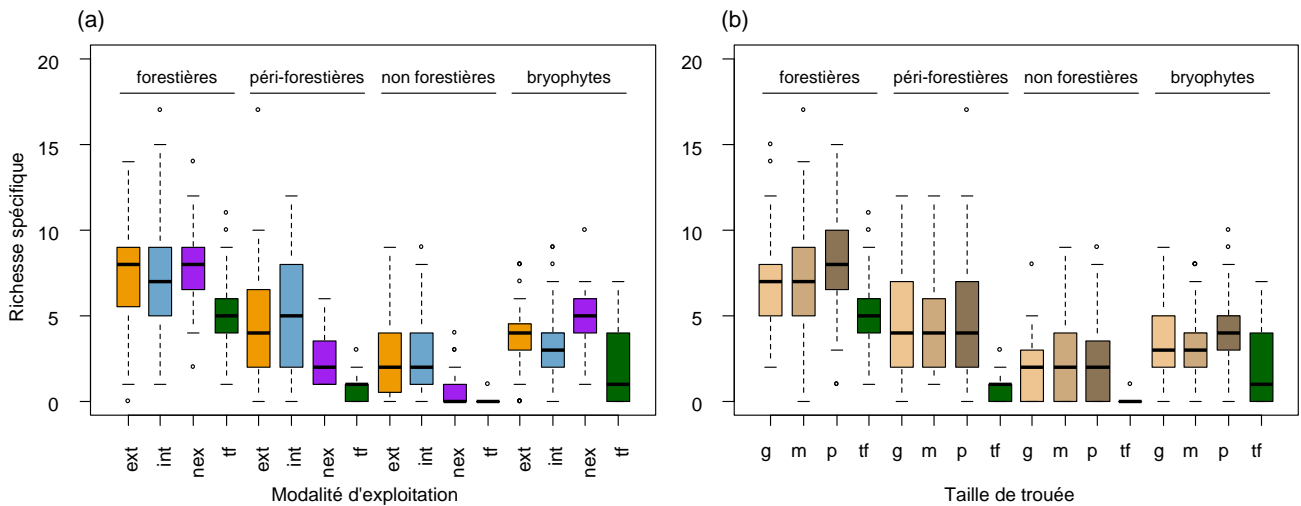 (a)
Richesse spécifique
20
15
10
5
0
forestières péri-forestières non forestières bryophytes
ext int nex tf ext int nex tf ext int nex tf ext int nex tf
Modalité d'exploitation
(b)
20
15
10
5
0
forestières péri-forestières non forestières bryophytes
g m p tf g m p tf g m p tf g m p tf
Taille de trouée